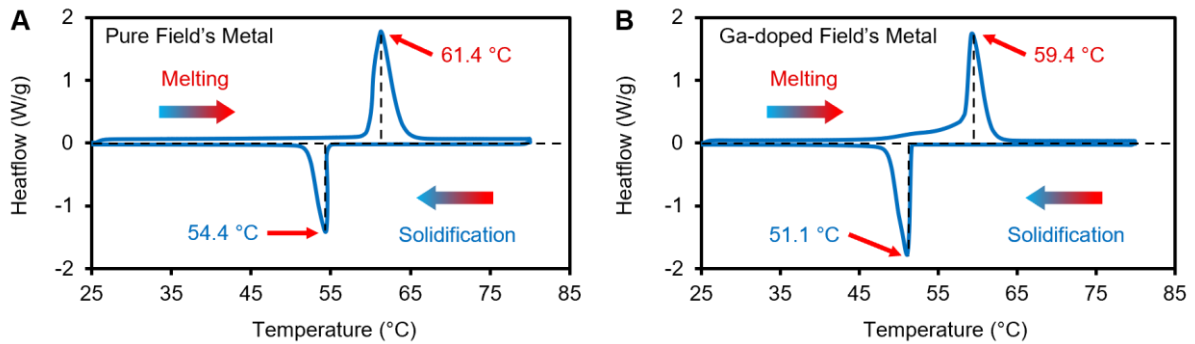 A
Pure Field's Metal
61.4 °C
Melting
54.4 °C
Solidification
Heatflow (W/g)
2
1
0
-1
-2
25
35
45
55
65
75
85
Temperature (°C)
B
Ga-doped Field's Metal
59.4 °C
Melting
51.1 °C
Solidification
Heatflow (W/g)
2
1
0
-1
-2
25
35
45
55
65
75
85
Temperature (°C)